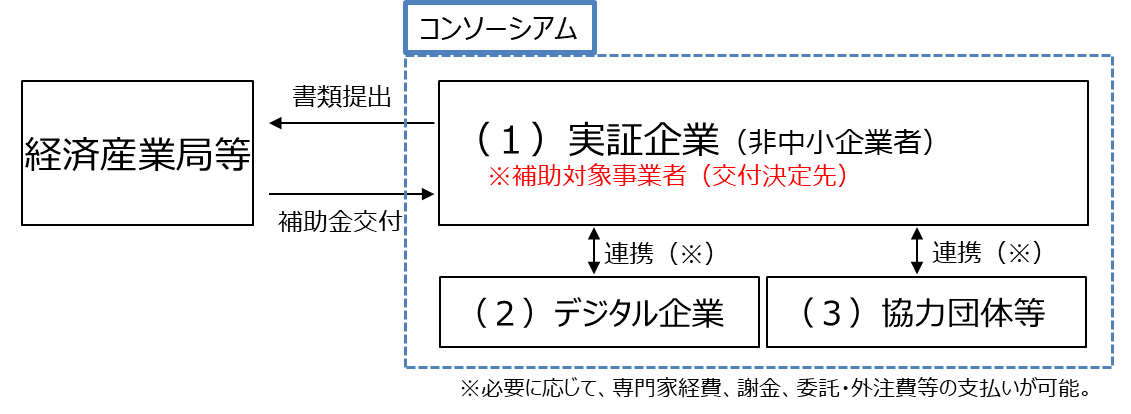 コンソーシアム
書類提出
経済産業局等
補助金交付
（１）実証企業（非中小企業者）
※補助対象事業者（交付決定先）
連携（※）
連携（※）
（２）デジタル企業
（３）協力団体等
※必要に応じて、専門家経費、謝金、委託・外注費等の支払いが可能。